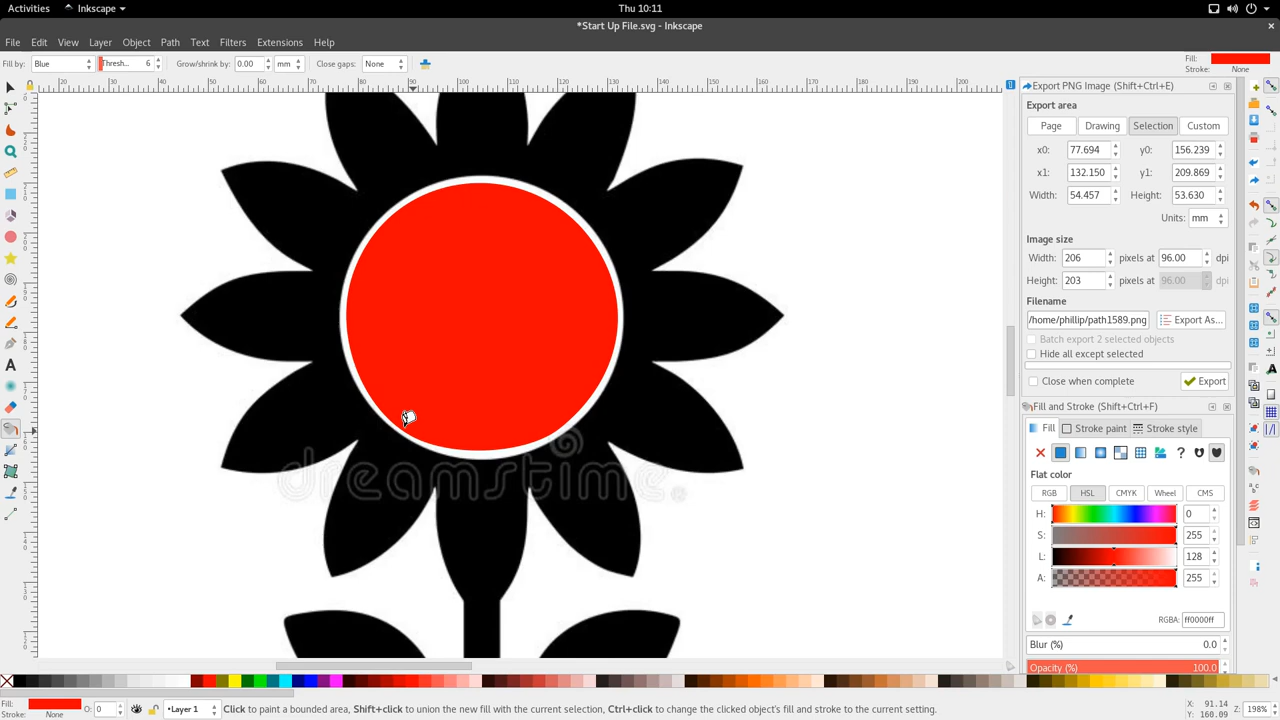 Activities Inkscape Thu 10:11
*Start Up File.svg - Inkscape
File Edit View Layer Object Path Text Filters Extensions Help
Fill by: Blue Thresh... 6 Grow/shrink by: 0.00 mm Close gaps: None Fill: Stroke: None
Export PNG Image (Shift+Ctrl+E)
Export area
Page Drawing Selection Custom
x0: 77.694 y0: 156.239
x1: 132.150 y1: 209.869
Width: 54.457 Height: 53.630
Units: mm
Image size
Width: 206 pixels at 96.00 dpi
Height: 203 pixels at 96.00 dpi
Filename
/home/phillip/path1589.png Export As...
Batch export 2 selected objects
Hide all except selected
Close when complete Export
Fill and Stroke (Shift+Ctrl+F)
Fill Stroke paint Stroke style
Flat color
RGB HSL CMYK Wheel CMS
H: 0
S: 255
L: 128
A: 255
RGBA: ff0000ff
Blur (%) 0.0
Opacity (%) 100.0
dreamstime
Fill: Stroke: None O: 0 •Layer 1 Click to paint a bounded area, Shift+click to union the new fill with the current selection, Ctrl+click to change the clicked object's fill and stroke to the current setting. X: 91.14 Y: 160.09 Z: 198%